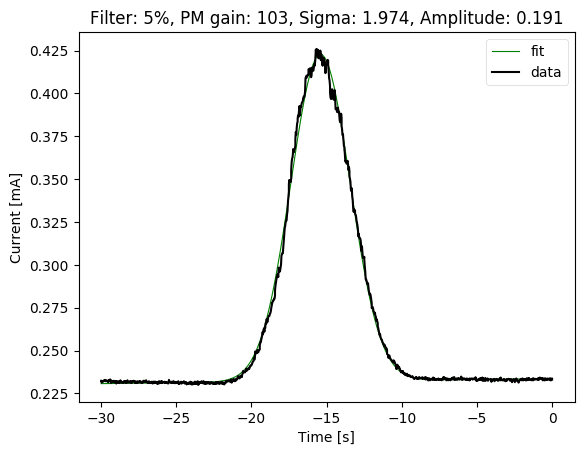 Filter: 5%, PM gain: 103, Sigma: 1.974, Amplitude: 0.191
fit
data
0.425
0.400
0.375
0.350
0.325
0.300
0.275
0.250
0.225
Current [mA]
−30 −25 −20 −15 −10 −5 0
Time [s]